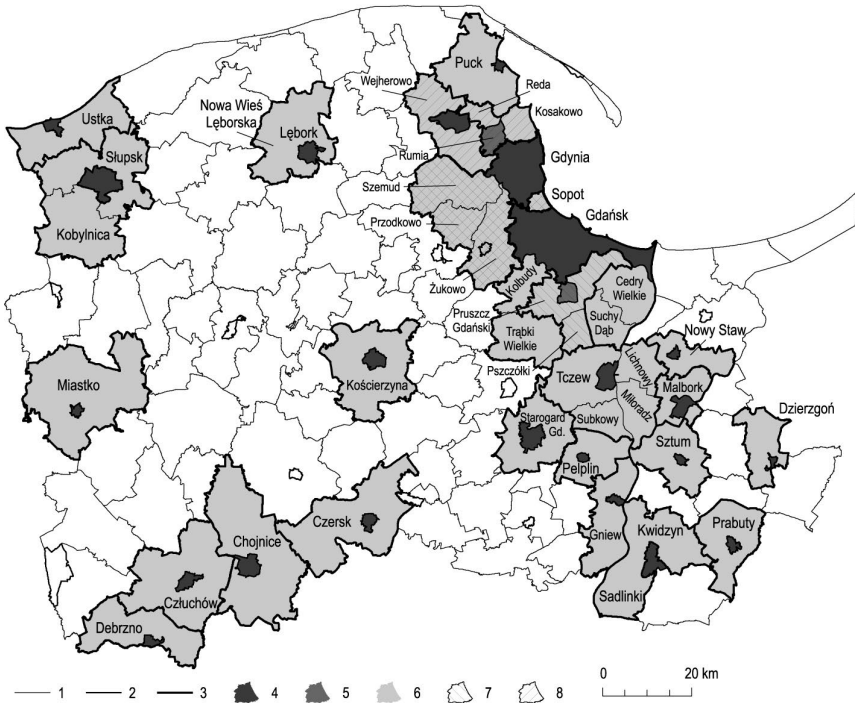 Puck
Wejherowo
Reda
Nowa Wieś
Lęborska
Kosakowo
Ustka
Lębork
Rumia
Gdynia
Słupsk
Szemud
Sopot
Gdańsk
Przodkowo
Kobylnica
Żukowo
Kolbudy
Cedry
Wielkie
Pruszcz
Gdański
Suchy
Dąb
Trąbki
Wielkie
Nowy Staw
Pszczółki
Lichnowy
Miastko
Kościerzyna
Tczew
Malbork
Miłoradz
Dzierzgoń
Starogard
Gd.
Subkowy
Sztum
Pelplin
Czersk
Chojnice
Gniew
Kwidzyn
Prabuty
Człuchów
Sadlinki
Debrzno
0 20 km
1 2 3 4 5 6 7 8